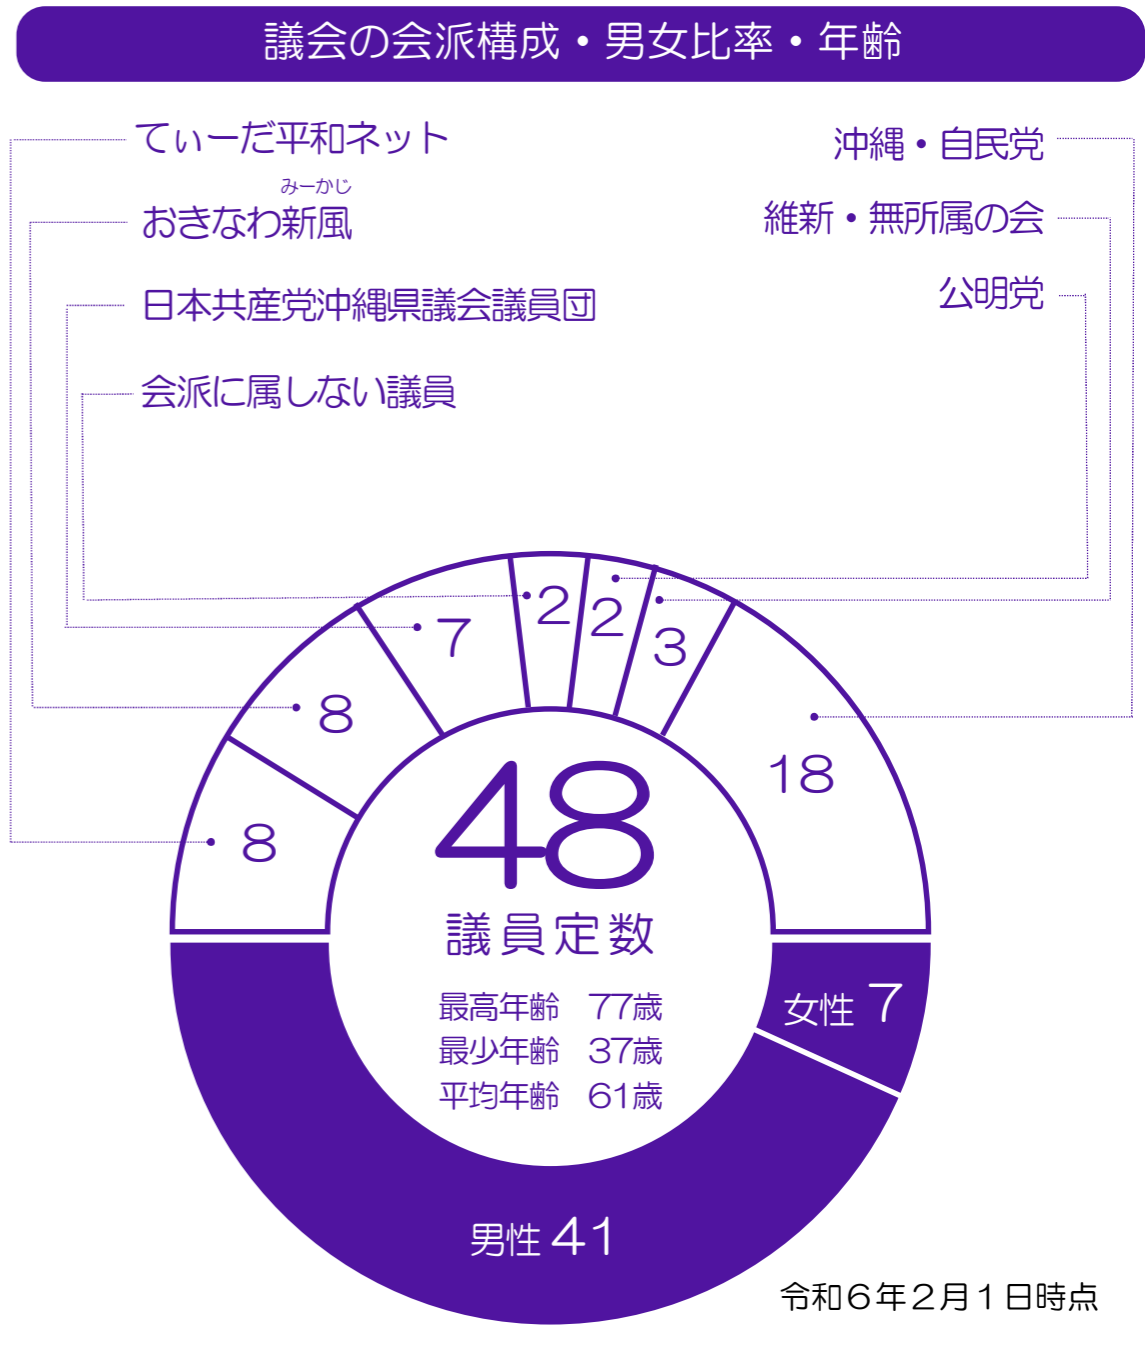 議会の会派構成・男女比率・年齢
てぃーだ平和ネット
みーかじ
おきなわ新風
日本共産党沖縄県議会議員団
会派に属しない議員
沖縄・自民党
維新・無所属の会
公明党
8
8
7
2
2
3
18
48
議員定数
最高年齢 77歳
最少年齢 37歳
平均年齢 61歳
女性 7
男性 41
令和6年2月1日時点